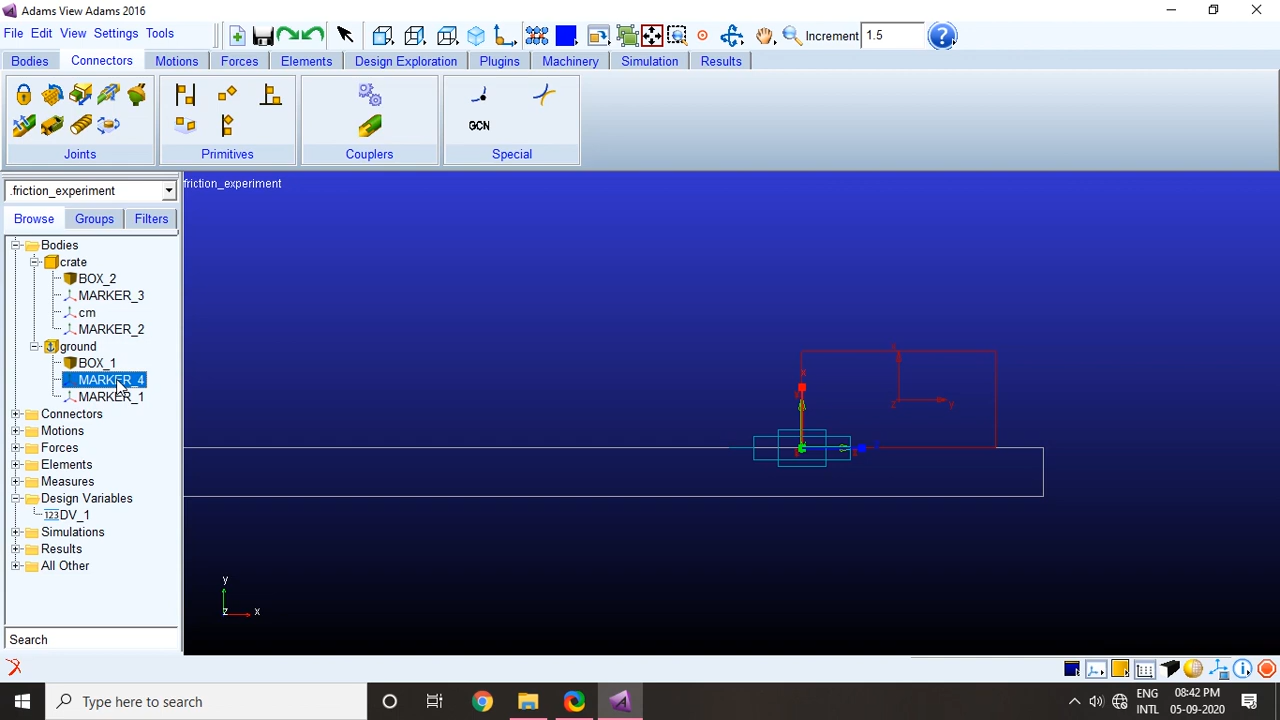 Adams View Adams 2016
File Edit View Settings Tools
Increment 1.5
Bodies Connectors Motions Forces Elements Design Exploration Plugins Machinery Simulation Results
GCN
Joints Primitives Couplers Special
.friction_experiment
friction_experiment
Browse Groups Filters
Bodies
crate
BOX_2
MARKER_3
cm
MARKER_2
ground
BOX_1
MARKER_4
MARKER_1
Connectors
Motions
Forces
Elements
Measures
Design Variables
123 DV_1
Simulations
Results
All Other
x
z y
y
z x
Search
Type here to search
ENG 08:42 PM
INTL 05-09-2020